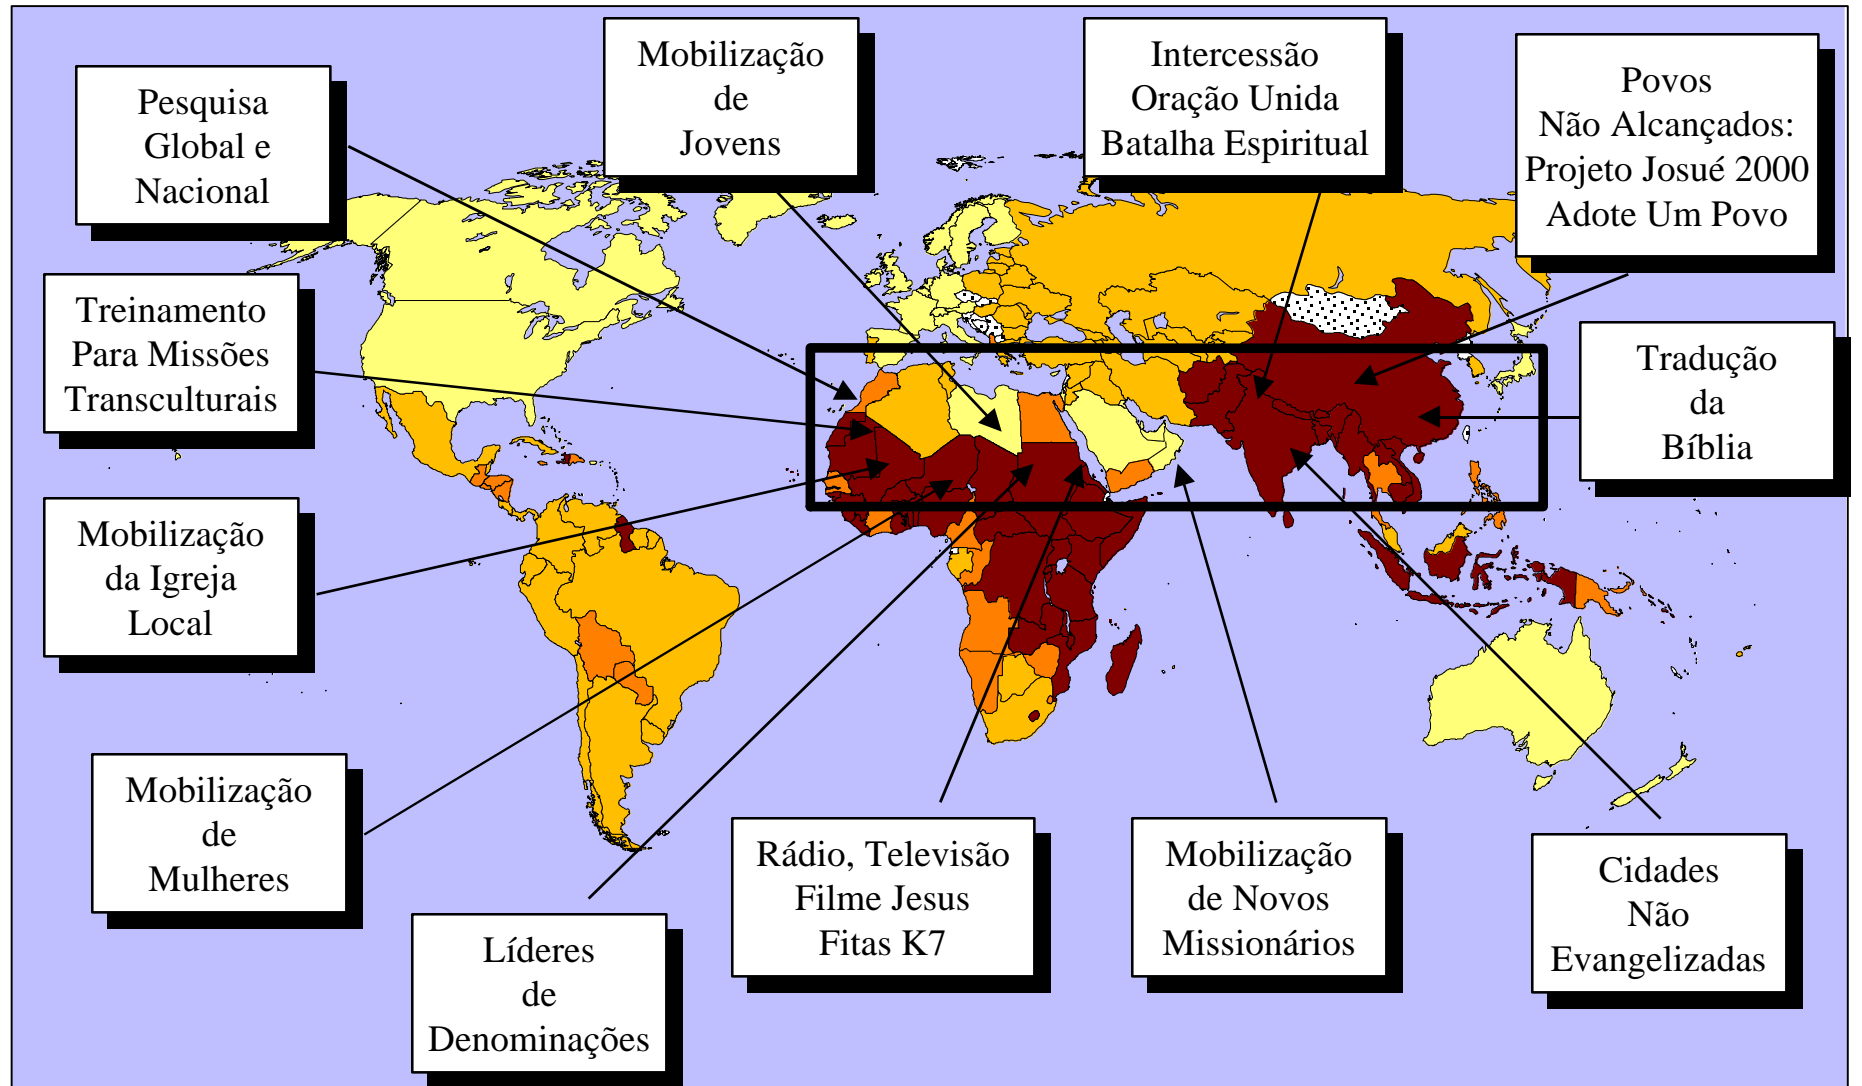 Pesquisa
Global e
Nacional
Mobilização
de
Jovens
Intercessão
Oração Unida
Batalha Espiritual
Povos
Não Alcançados:
Projeto Josué 2000
Adote Um Povo
Treinamento
Para Missões
Transculturais
Tradução
da
Bíblia
Mobilização
da Igreja
Local
Mobilização
de
Mulheres
Líderes
de
Denominações
Rádio, Televisão
Filme Jesus
Fitas K7
Mobilização
de Novos
Missionários
Cidades
Não
Evangelizadas